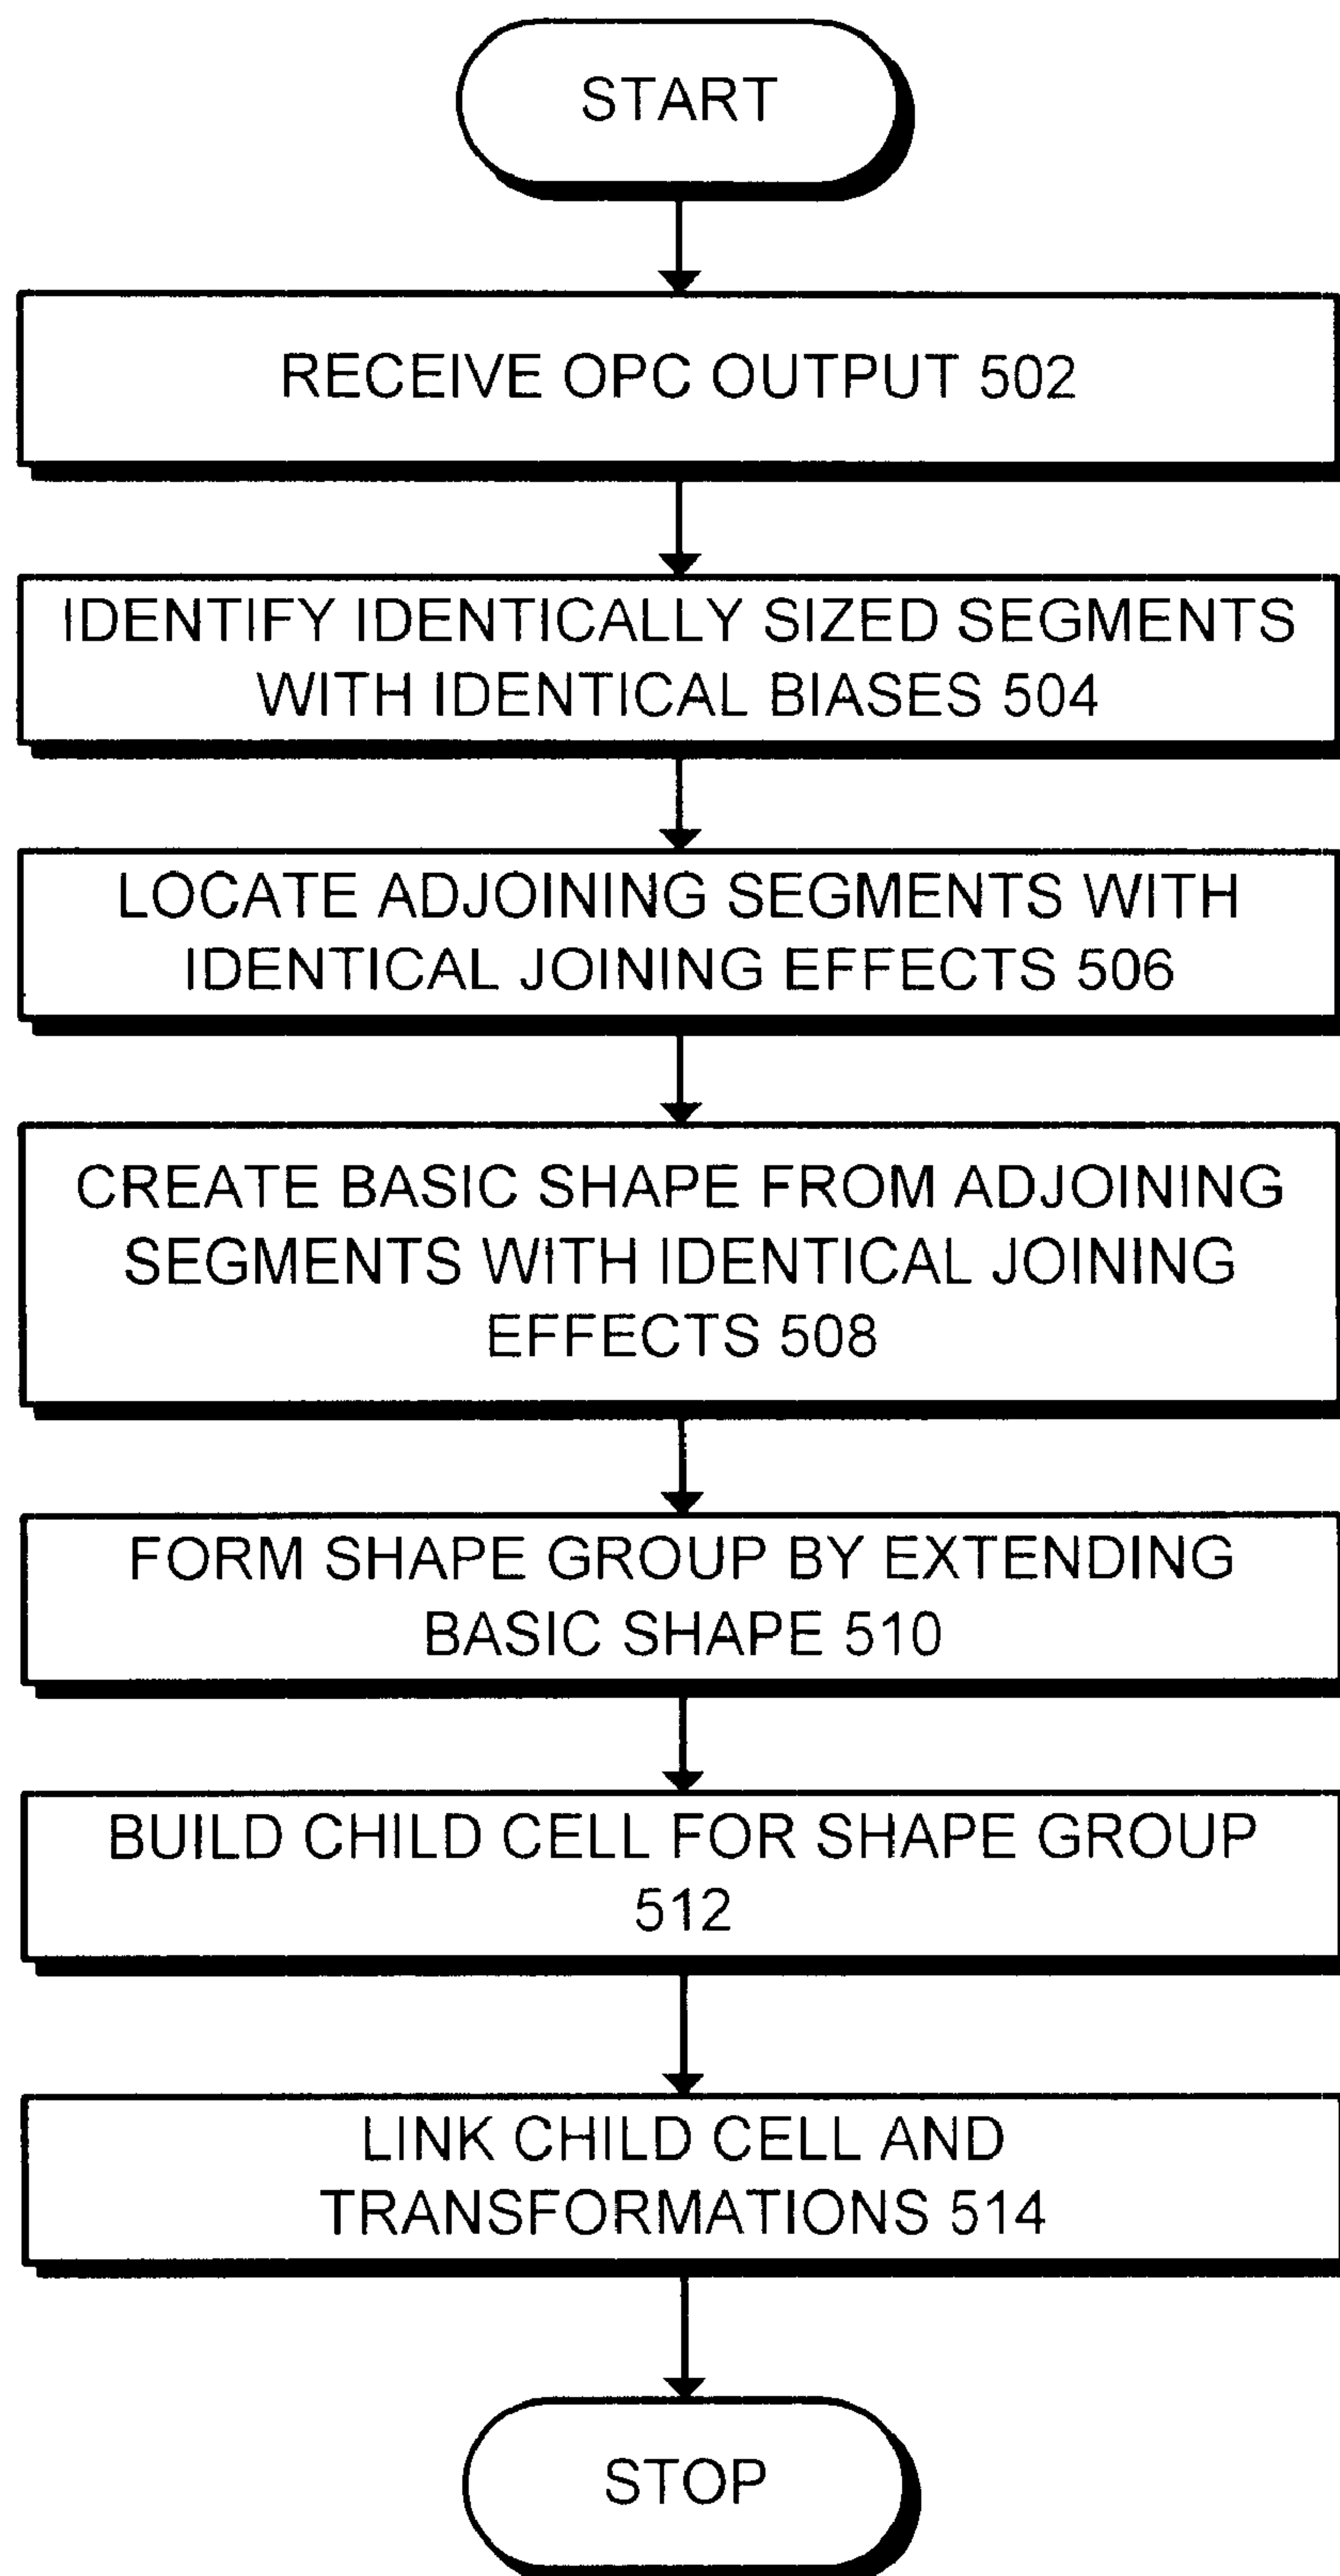 START
RECEIVE OPC OUTPUT 502
IDENTIFY IDENTICALLY SIZED SEGMENTS
WITH IDENTICAL BIASES 504
LOCATE ADJOINING SEGMENTS WITH
IDENTICAL JOINING EFFECTS 506
CREATE BASIC SHAPE FROM ADJOINING
SEGMENTS WITH IDENTICAL JOINING
EFFECTS 508
FORM SHAPE GROUP BY EXTENDING
BASIC SHAPE 510
BUILD CHILD CELL FOR SHAPE GROUP
512
LINK CHILD CELL AND
TRANSFORMATIONS 514
STOP